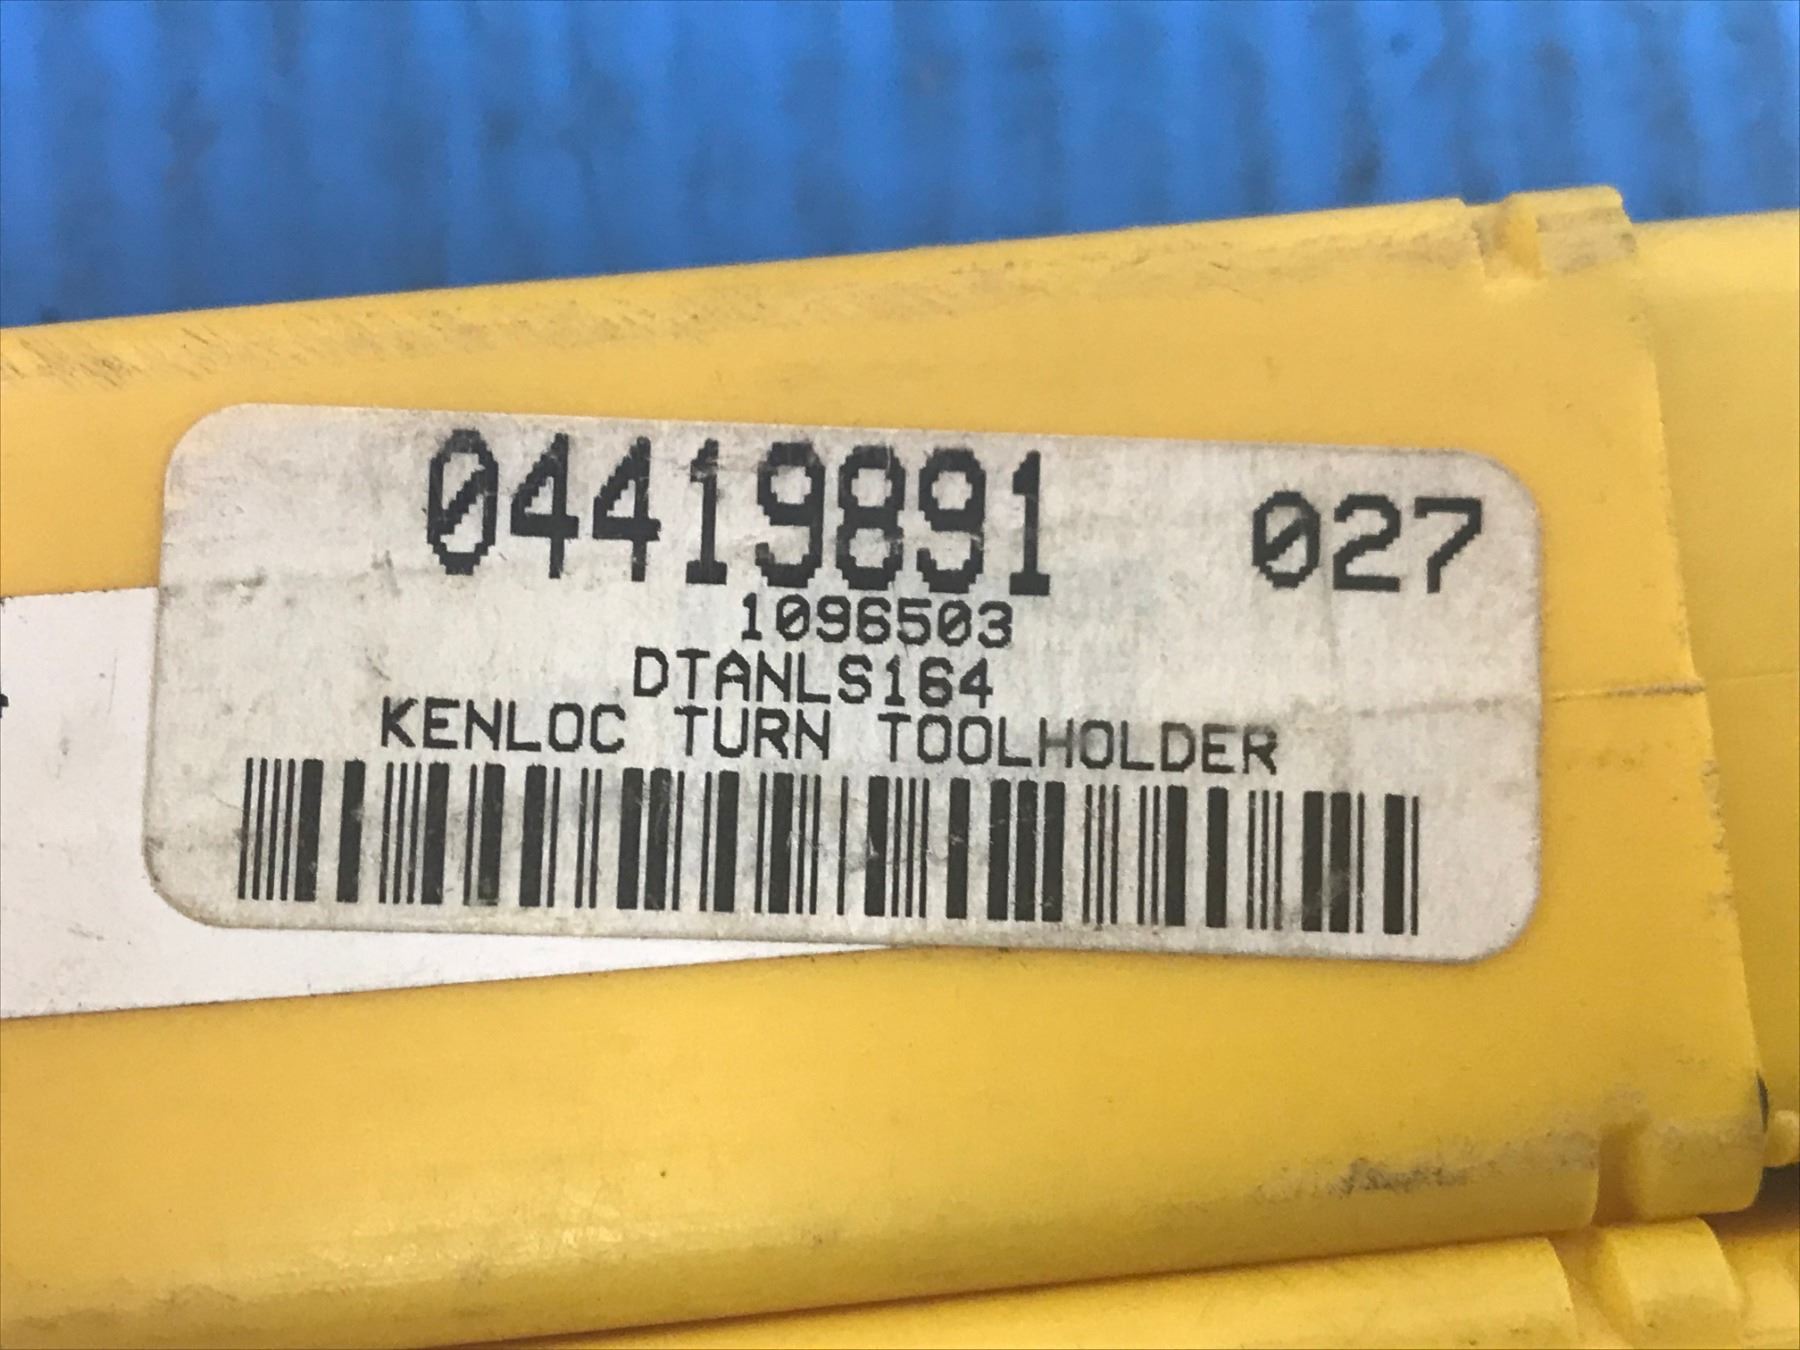 04419891 027
1096503
DTANLS164
KENLOC TURN TOOLHOLDER